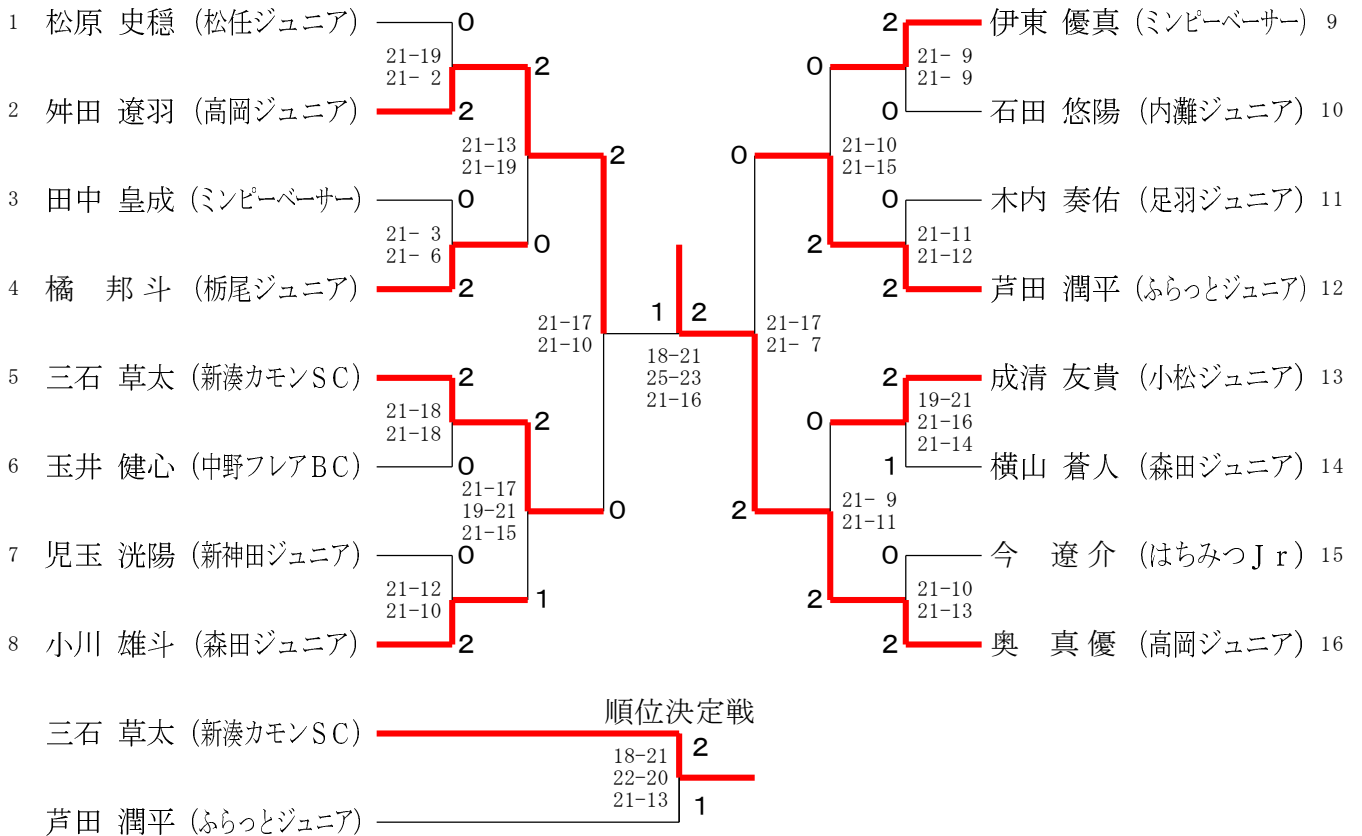 1 松原 史穏 (松任ジュニア) 0
21-19
21- 2
2
2 舛田 遼羽 (高岡ジュニア) 2
21-13
21-19
2
3 田中 皇成 (ミンピーベーサー) 0
21- 3
21- 6
0
4 橘 邦斗 (栃尾ジュニア) 2
21-17
21-10
5 三石 草太 (新湊カモンSC) 2
21-18
21-18
2
6 玉井 健心 (中野フレアBC) 0
21-17
19-21
21-15
0
7 児玉 洸陽 (新神田ジュニア) 0
21-12
21-10
1
8 小川 雄斗 (森田ジュニア) 2
1 2
18-21
25-23
21-16
2 伊東 優真 (ミンピーベーサー) 9
0
21- 9
21- 9
0 石田 悠陽 (内灘ジュニア) 10
0
21-10
21-15
0 木内 奏佑 (足羽ジュニア) 11
2
21-11
21-12
2 芦田 潤平 (ふらっとジュニア) 12
21-17
21- 7
2 成清 友貴 (小松ジュニア) 13
0
19-21
21-16
21-14
1 横山 蒼人 (森田ジュニア) 14
2
21- 9
21-11
0 今 遼介 (はちみつJr) 15
2
21-10
21-13
2 奥 真優 (高岡ジュニア) 16
順位決定戦
三石 草太 (新湊カモンSC) 2
18-21
22-20
21-13
芦田 潤平 (ふらっとジュニア) 1